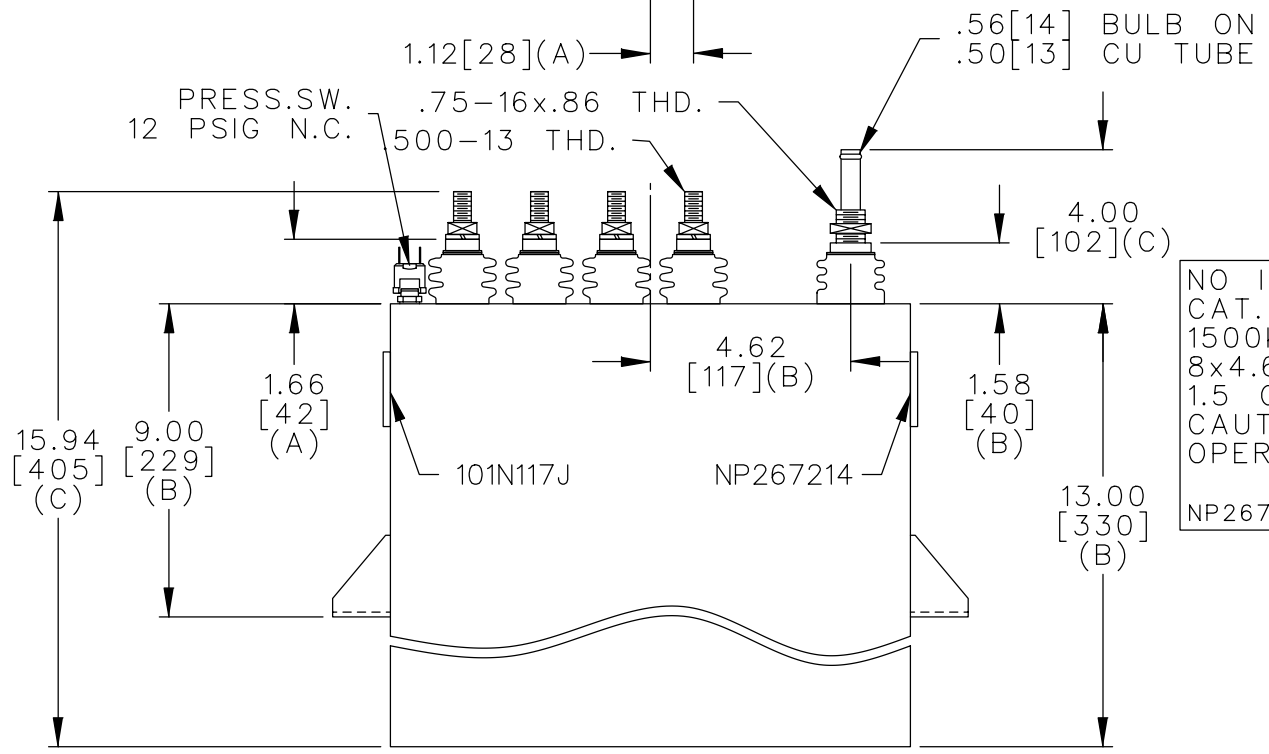 .56[14] BULB ON
.50[13] CU TUBE
1.12[28](A)
PRESS.SW.
12 PSIG N.C.
.75-16x.86 THD.
.500-13 THD.
4.00
[102](C)
4.62
[117](B)
1.66
[42]
(A)
1.58
[40]
(B)
15.94
[405]
(C)
9.00
[229]
(B)
101N117J
NP267214
13.00
[330]
(B)
NO
CAT.
8x4.6
1.5
CAUT
OPER
NP267